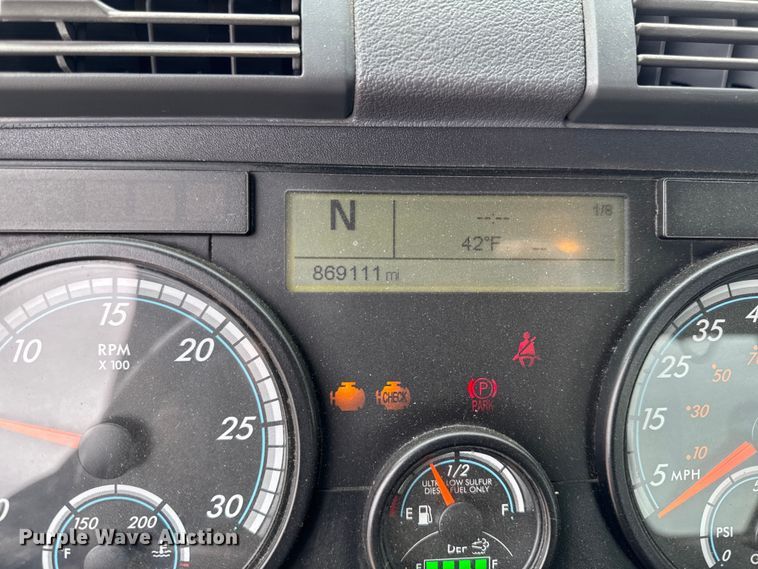 N
--:--
1/8
42°F --
869111 mi
10 15 20 25 30
RPM
X 100
CHECK
P
PARK
150 200
F
1/2
ULTRA LOW SULFUR
DIESEL FUEL ONLY
E F
DEF
E F
5 MPH 15 25 35
10 30 50
PSI
0
Purple Wave Auction